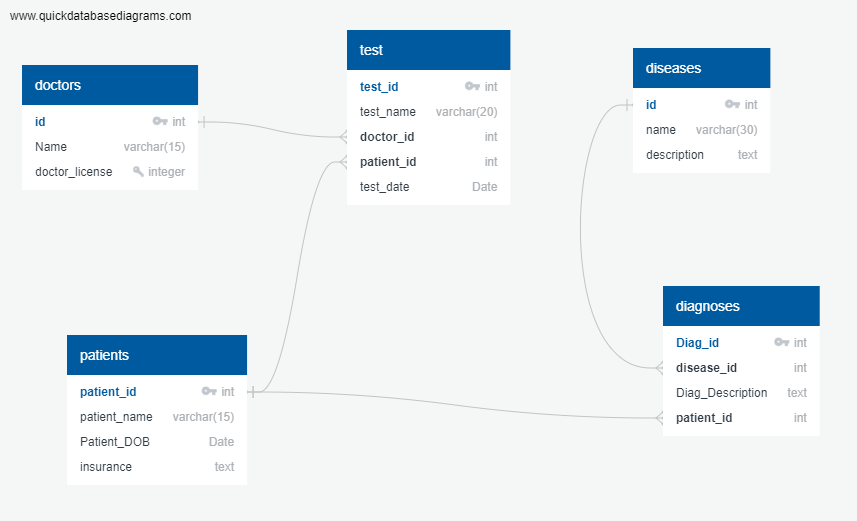 www.quickdatabasediagrams.com
doctors
id int
Name varchar(15)
doctor_license integer
test
test_id int
test_name varchar(20)
doctor_id int
patient_id int
test_date Date
diseases
id int
name varchar(30)
description text
patients
patient_id int
patient_name varchar(15)
Patient_DOB Date
insurance text
diagnoses
Diag_id int
disease_id int
Diag_Description text
patient_id int